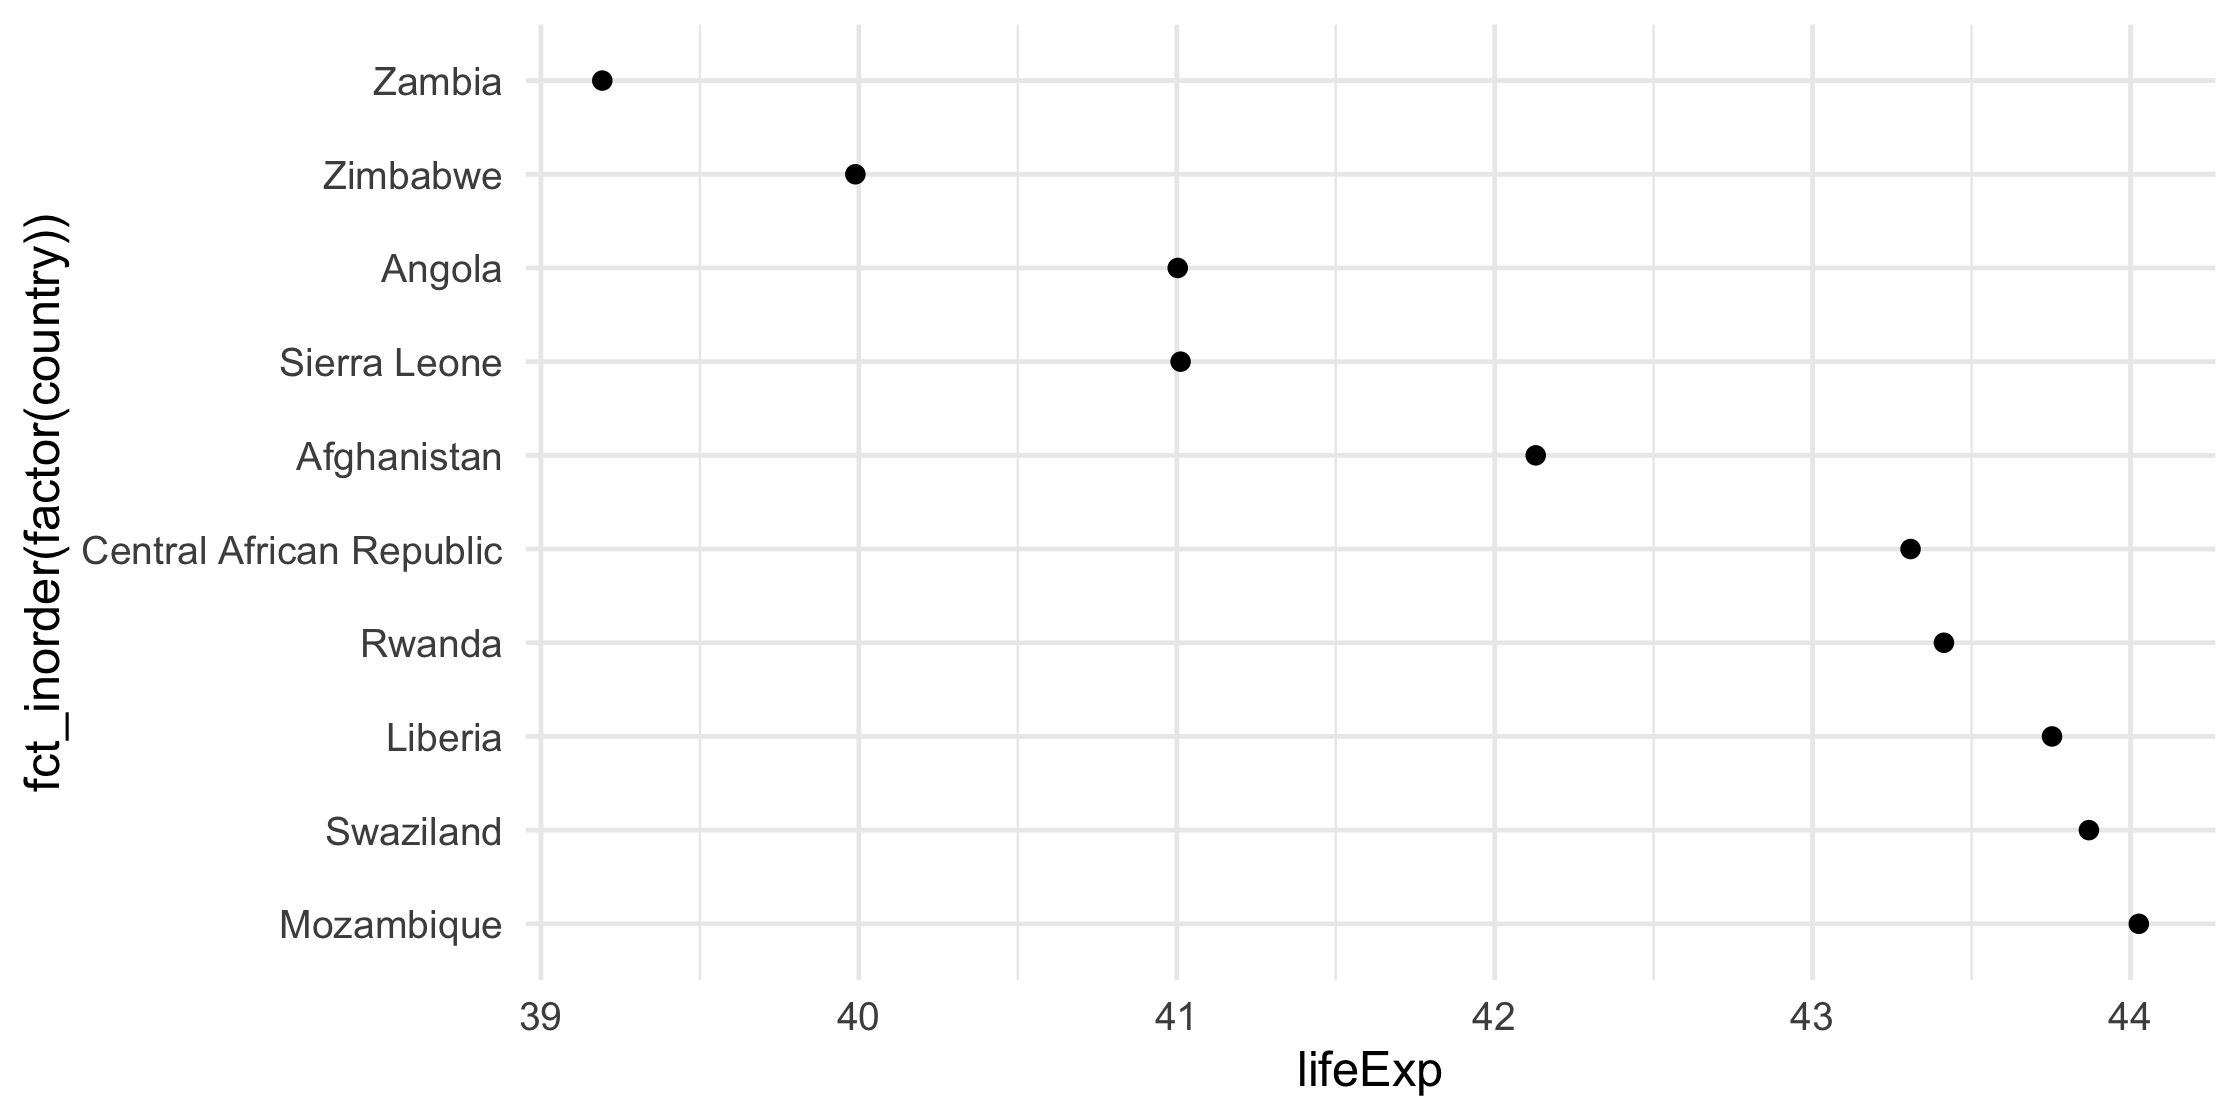 fct_inorder(factor(country))
Zambia
Zimbabwe
Angola
Sierra Leone
Afghanistan
Central African Republic
Rwanda
Liberia
Swaziland
Mozambique
39 40 41 42 43 44
lifeExp